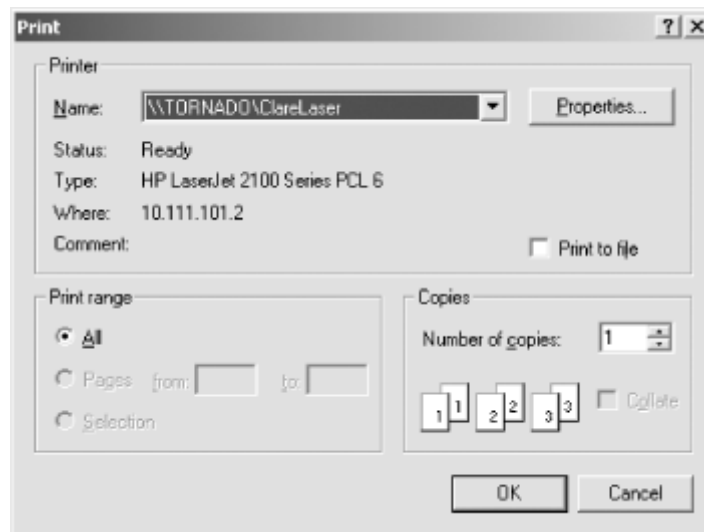 Print
Printer
Name: \\TORNADO\ClareLaser Properties...
Status: Ready
Type: HP LaserJet 2100 Series PCL 6
Where: 10.111.101.2
Comment: Print to file
Print range
All
Pages from: to:
Selection
Copies
Number of copies: 1
1 1 2 2 3 3 Collate
OK Cancel